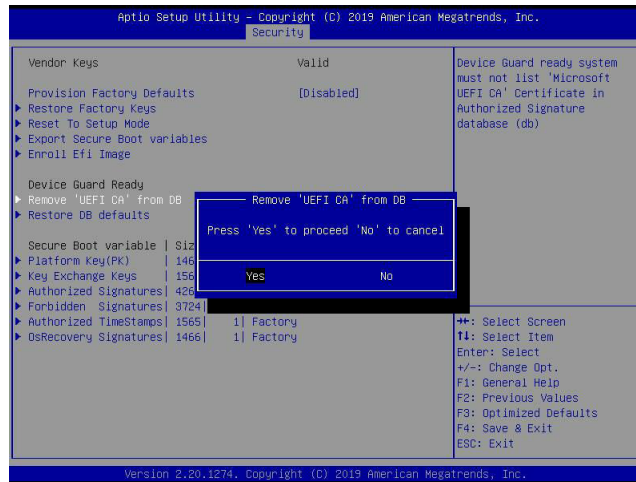 Aptio Setup Utility – Copyright (C) 2019 American Megatrends, Inc.
Security
Vendor Keys Valid
Provision Factory Defaults [Disabled]
Restore Factory Keys
Reset To Setup Mode
Export Secure Boot variables
Enroll Efi Image
Device Guard Ready
Remove 'UEFI CA' from DB
Restore DB defaults
Secure Boot variable | Siz
Platform Key(PK) | 146
Key Exchange Keys | 156
Authorized Signatures| 426
Forbidden Signatures| 3724|
Authorized TimeStamps| 1565| 1| Factory
OsRecovery Signatures| 1466| 1| Factory
Remove 'UEFI CA' from DB
Press 'Yes' to proceed 'No' to cancel
Yes No
Device Guard ready system
must not list 'Microsoft
UEFI CA' Certificate in
Authorized Signature
database (db)
→←: Select Screen
↑↓: Select Item
Enter: Select
+/-: Change Opt.
F1: General Help
F2: Previous Values
F3: Optimized Defaults
F4: Save & Exit
ESC: Exit
Version 2.20.1274. Copyright (C) 2019 American Megatrends, Inc.